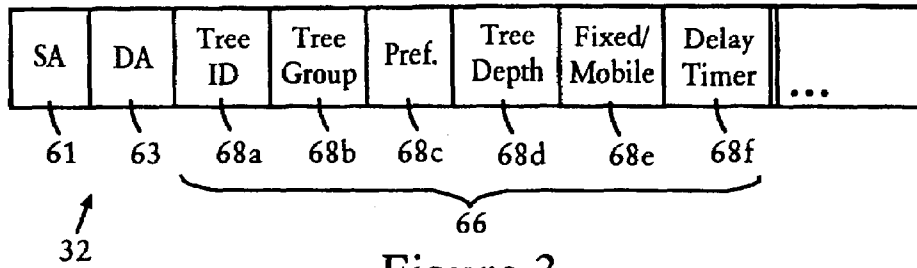 SA DA Tree ID Tree Group Pref. Tree Depth Fixed/ Mobile Delay Timer ...
61 63 68a 68b 68c 68d 68e 68f
66
32